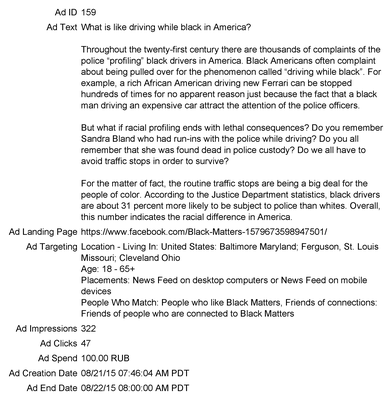 Ad ID 159
Ad Text What is like driving while black in America?
Throughout the twenty-first century there are thousands of complaints of the
police “profiling” black drivers in America. Black Americans often complain
about being pulled over for the phenomenon called “driving while black”. For
example, a rich African American driving new Ferrari can be stopped
hundreds of times for no apparent reason just because the fact that a black
man driving an expensive car attract the attention of the police officers.
But what if racial profiling ends with lethal consequences? Do you remember
Sandra Bland who had run-ins with the police while driving? Do you all
remember that she was found dead in police custody? Do we all have to
avoid traffic stops in order to survive?
For the matter of fact, the routine traffic stops are being a big deal for the
people of color. According to the Justice Department statistics, black drivers
are about 31 percent more likely to be subject to police than whites. Overall,
this number indicates the racial difference in America.
Ad Landing Page https://www.facebook.com/Black-Matters-1579673598947501/
Ad Targeting Location - Living In: United States: Baltimore Maryland; Ferguson, St. Louis
Missouri; Cleveland Ohio
Age: 18 - 65+
Placements: News Feed on desktop computers or News Feed on mobile
devices
People Who Match: People who like Black Matters, Friends of connections:
Friends of people who are connected to Black Matters
Ad Impressions 322
Ad Clicks 47
Ad Spend 100.00 RUB
Ad Creation Date 08/21/15 07:46:04 AM PDT
Ad End Date 08/22/15 08:00:00 AM PDT